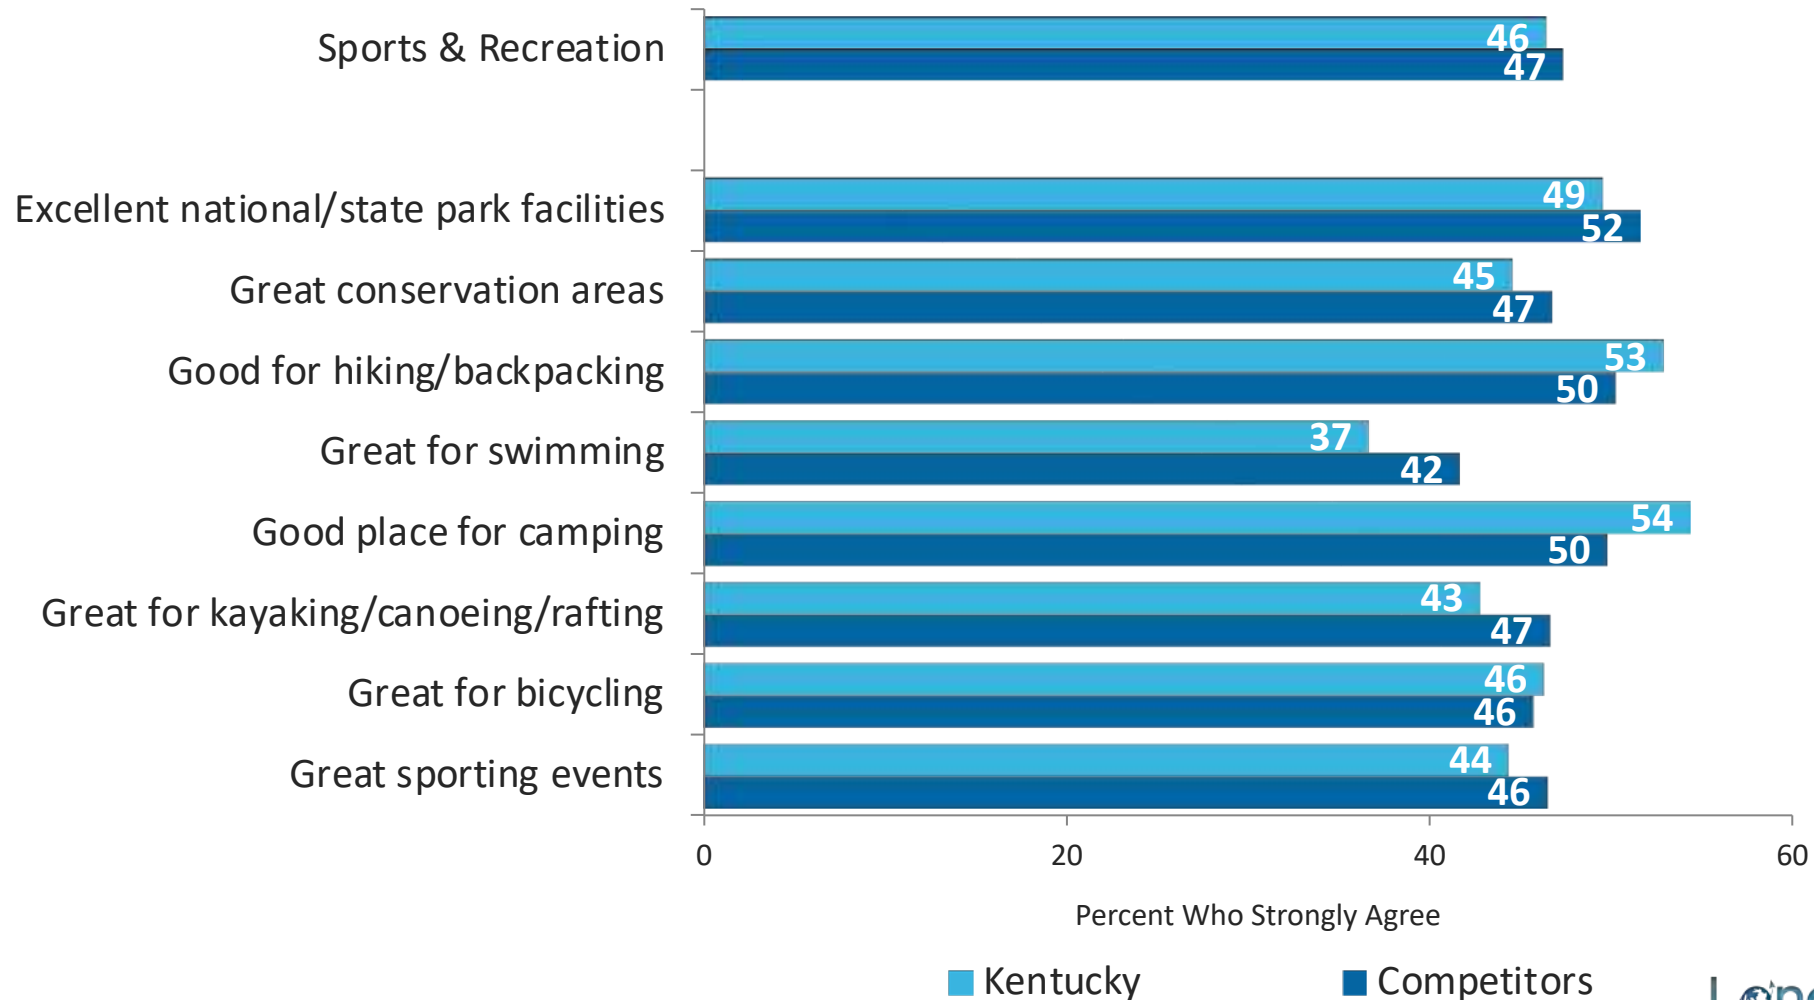 Sports & Recreation
46
47
Excellent national/state park facilities
49
52
Great conservation areas
45
47
Good for hiking/backpacking
53
50
Great for swimming
37
42
Good place for camping
54
50
Great for kayaking/canoeing/rafting
43
47
Great for bicycling
46
46
Great sporting events
44
46
0 20 40 60
Percent Who Strongly Agree
Kentucky Competitors